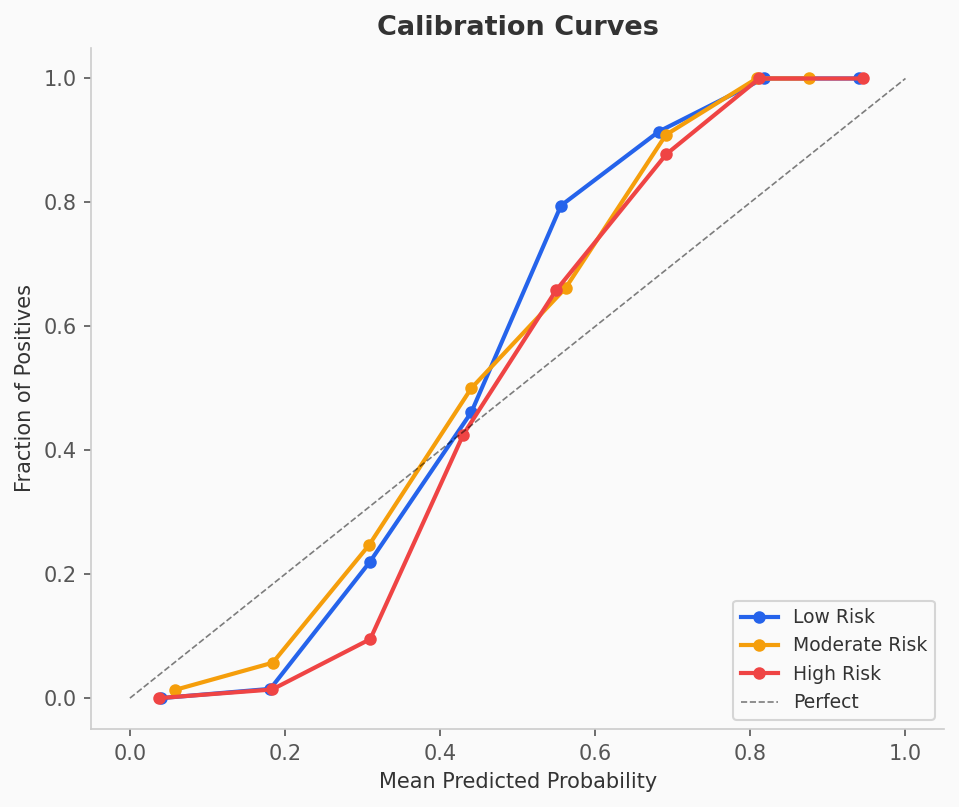 Calibration Curves
1.0
0.8
0.6
0.4
0.2
0.0
Fraction of Positives
0.0 0.2 0.4 0.6 0.8 1.0
Mean Predicted Probability
Low Risk
Moderate Risk
High Risk
Perfect